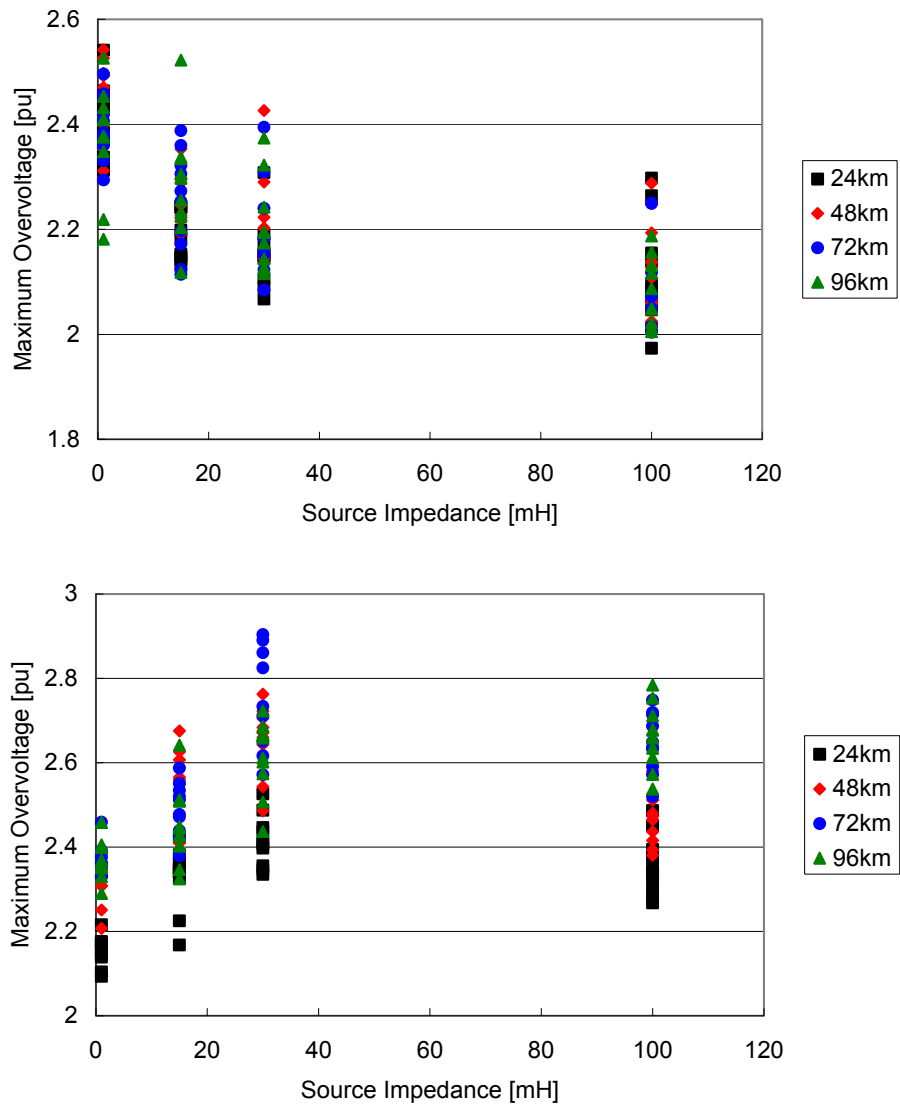 2.6
2.4
2.2
2
1.8
Maximum Overvoltage [pu]
0 20 40 60 80 100 120
Source Impedance [mH]
24km
48km
72km
96km
3
2.8
2.6
2.4
2.2
2
Maximum Overvoltage [pu]
0 20 40 60 80 100 120
Source Impedance [mH]
24km
48km
72km
96km